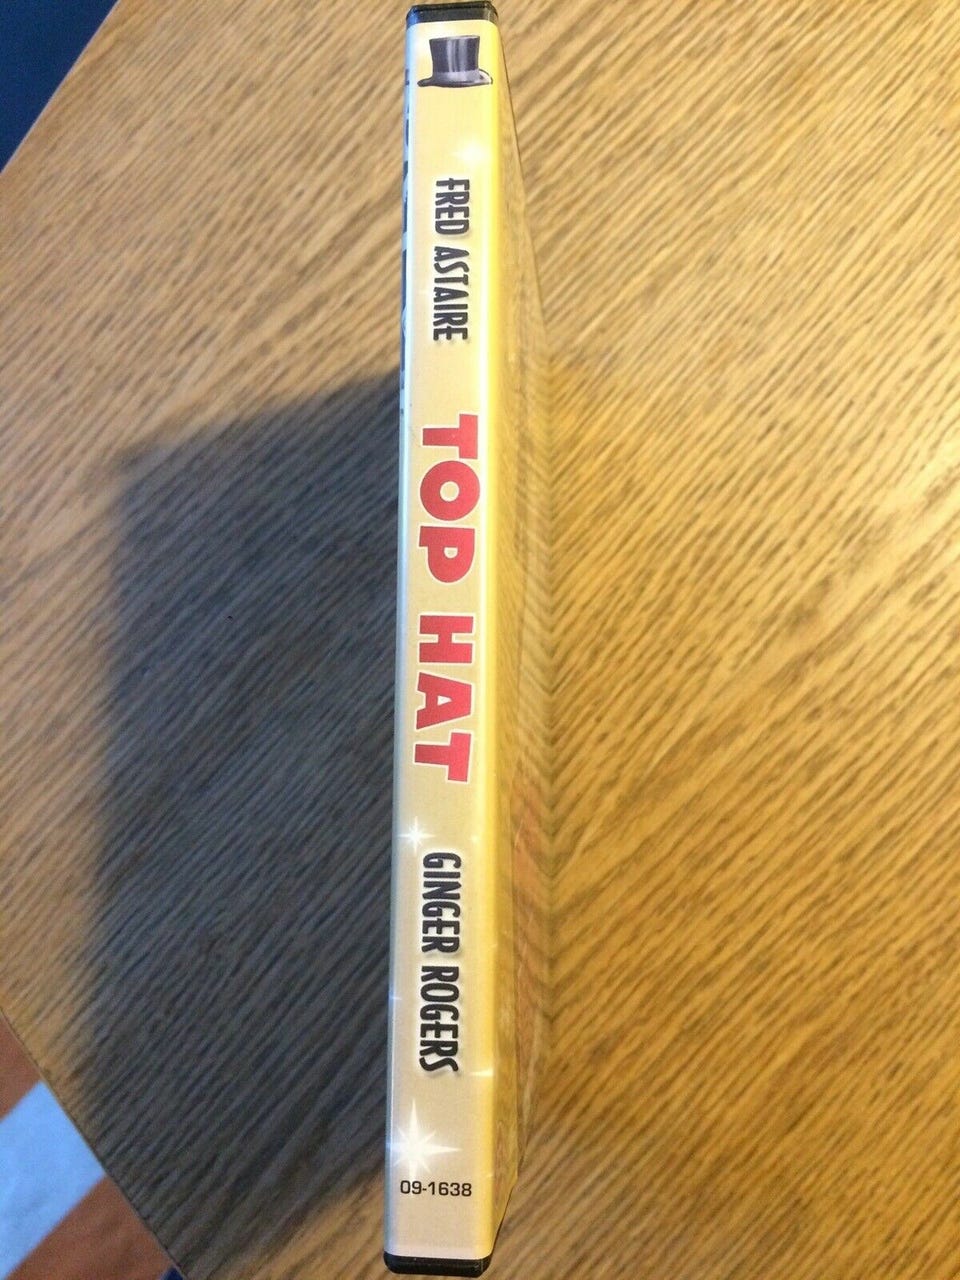 FRED ASTAIRE
TOP HAT
GINGER ROGERS
09-1638